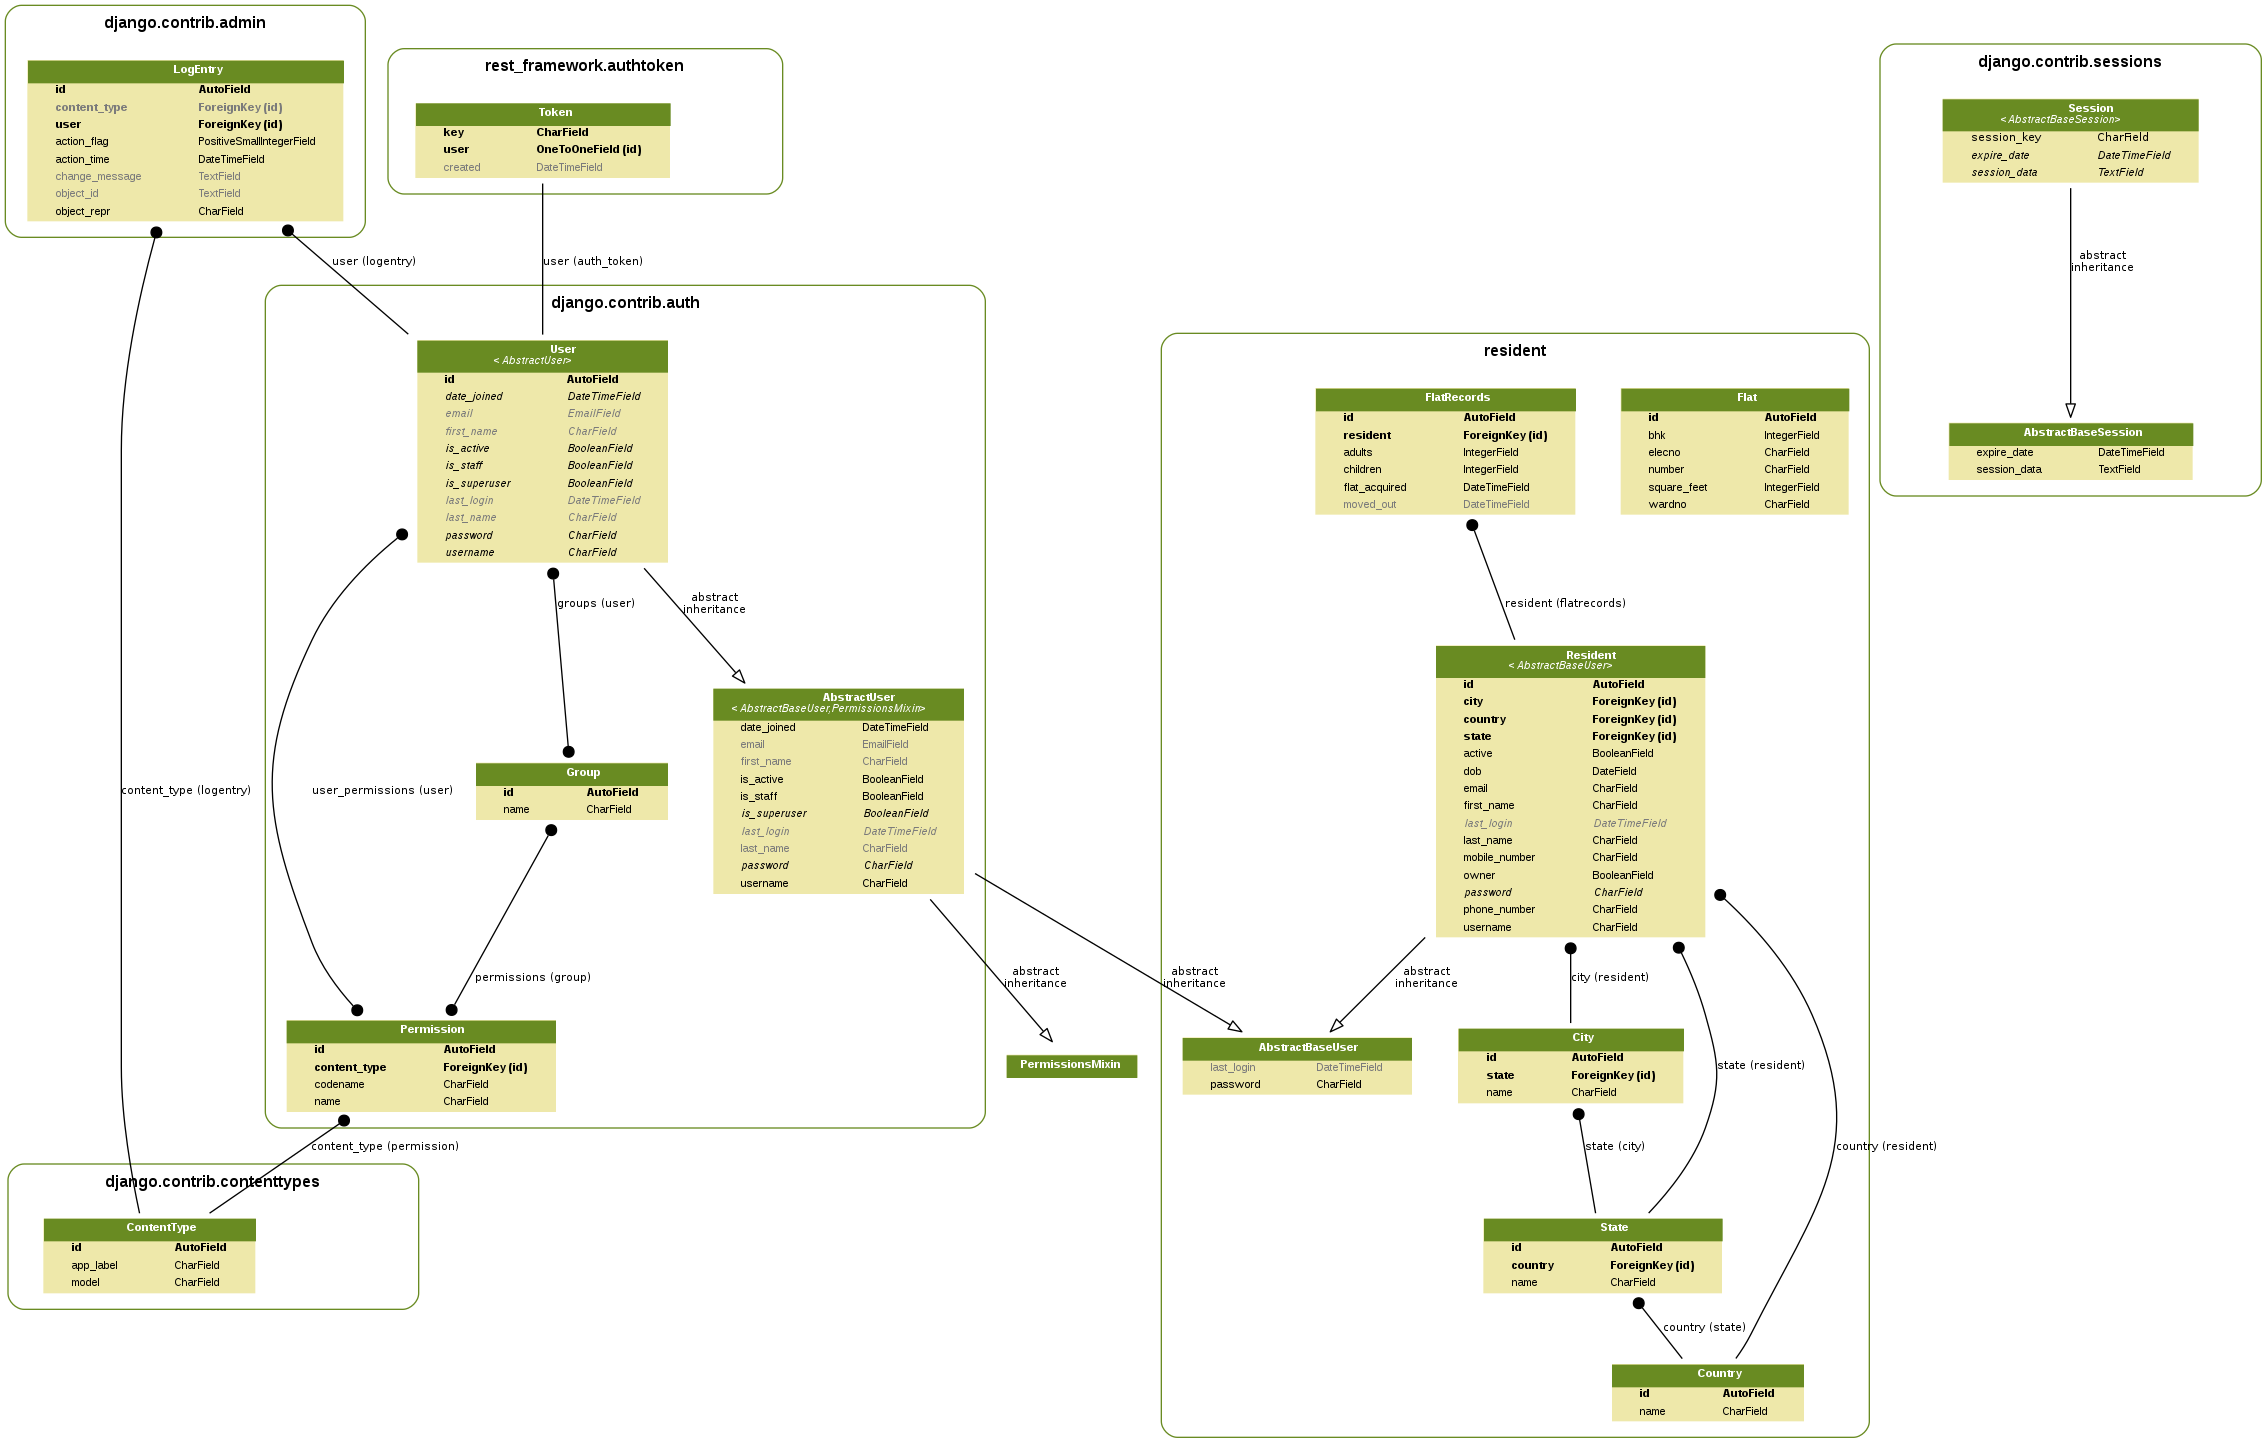 django.contrib.admin
LogEntry
id AutoField
content_type ForeignKey (id)
user ForeignKey (id)
action_flag PositiveSmallIntegerField
action_time DateTimeField
change_message TextField
object_id TextField
object_repr CharField
rest_framework.authtoken
Token
key CharField
user OneToOneField (id)
created DateTimeField
user (logentry)
user (auth_token)
django.contrib.auth
User
< AbstractUser>
id AutoField
date_joined DateTimeField
email EmailField
first_name CharField
is_active BooleanField
is_staff BooleanField
is_superuser BooleanField
last_login DateTimeField
last_name CharField
password CharField
username CharField
groups (user)
abstract
inheritance
AbstractUser
< AbstractBaseUser,PermissionsMixin>
date_joined DateTimeField
email EmailField
first_name CharField
is_active BooleanField
is_staff BooleanField
is_superuser BooleanField
last_login DateTimeField
last_name CharField
password CharField
username CharField
Group
id AutoField
name CharField
content_type (logentry)
user_permissions (user)
permissions (group)
abstract
inheritance
abstract
inheritance
Permission
id AutoField
content_type ForeignKey (id)
codename CharField
name CharField
PermissionsMixin
content_type (permission)
django.contrib.contenttypes
ContentType
id AutoField
app_label CharField
model CharField
resident
FlatRecords
id AutoField
resident ForeignKey (id)
adults IntegerField
children IntegerField
flat_acquired DateTimeField
moved_out DateTimeField
Flat
id AutoField
bhk IntegerField
elecno CharField
number CharField
square_feet IntegerField
wardno CharField
resident (flatrecords)
Resident
< AbstractBaseUser>
id AutoField
city ForeignKey (id)
country ForeignKey (id)
state ForeignKey (id)
active BooleanField
dob DateField
email CharField
first_name CharField
last_login DateTimeField
last_name CharField
mobile_number CharField
owner BooleanField
password CharField
phone_number CharField
username CharField
abstract
inheritance
city (resident)
AbstractBaseUser
last_login DateTimeField
password CharField
City
id AutoField
state ForeignKey (id)
name CharField
state (resident)
state (city)
country (resident)
State
id AutoField
country ForeignKey (id)
name CharField
country (state)
Country
id AutoField
name CharField
django.contrib.sessions
Session
< AbstractBaseSession>
session_key CharField
expire_date DateTimeField
session_data TextField
abstract
inheritance
AbstractBaseSession
expire_date DateTimeField
session_data TextField